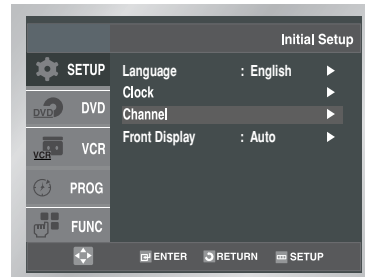 Initial Setup
SETUP
DVD
DVD
VCR
VCR
PROG
FUNC
Language : English
Clock
Channel
Front Display : Auto
ENTER RETURN SETUP